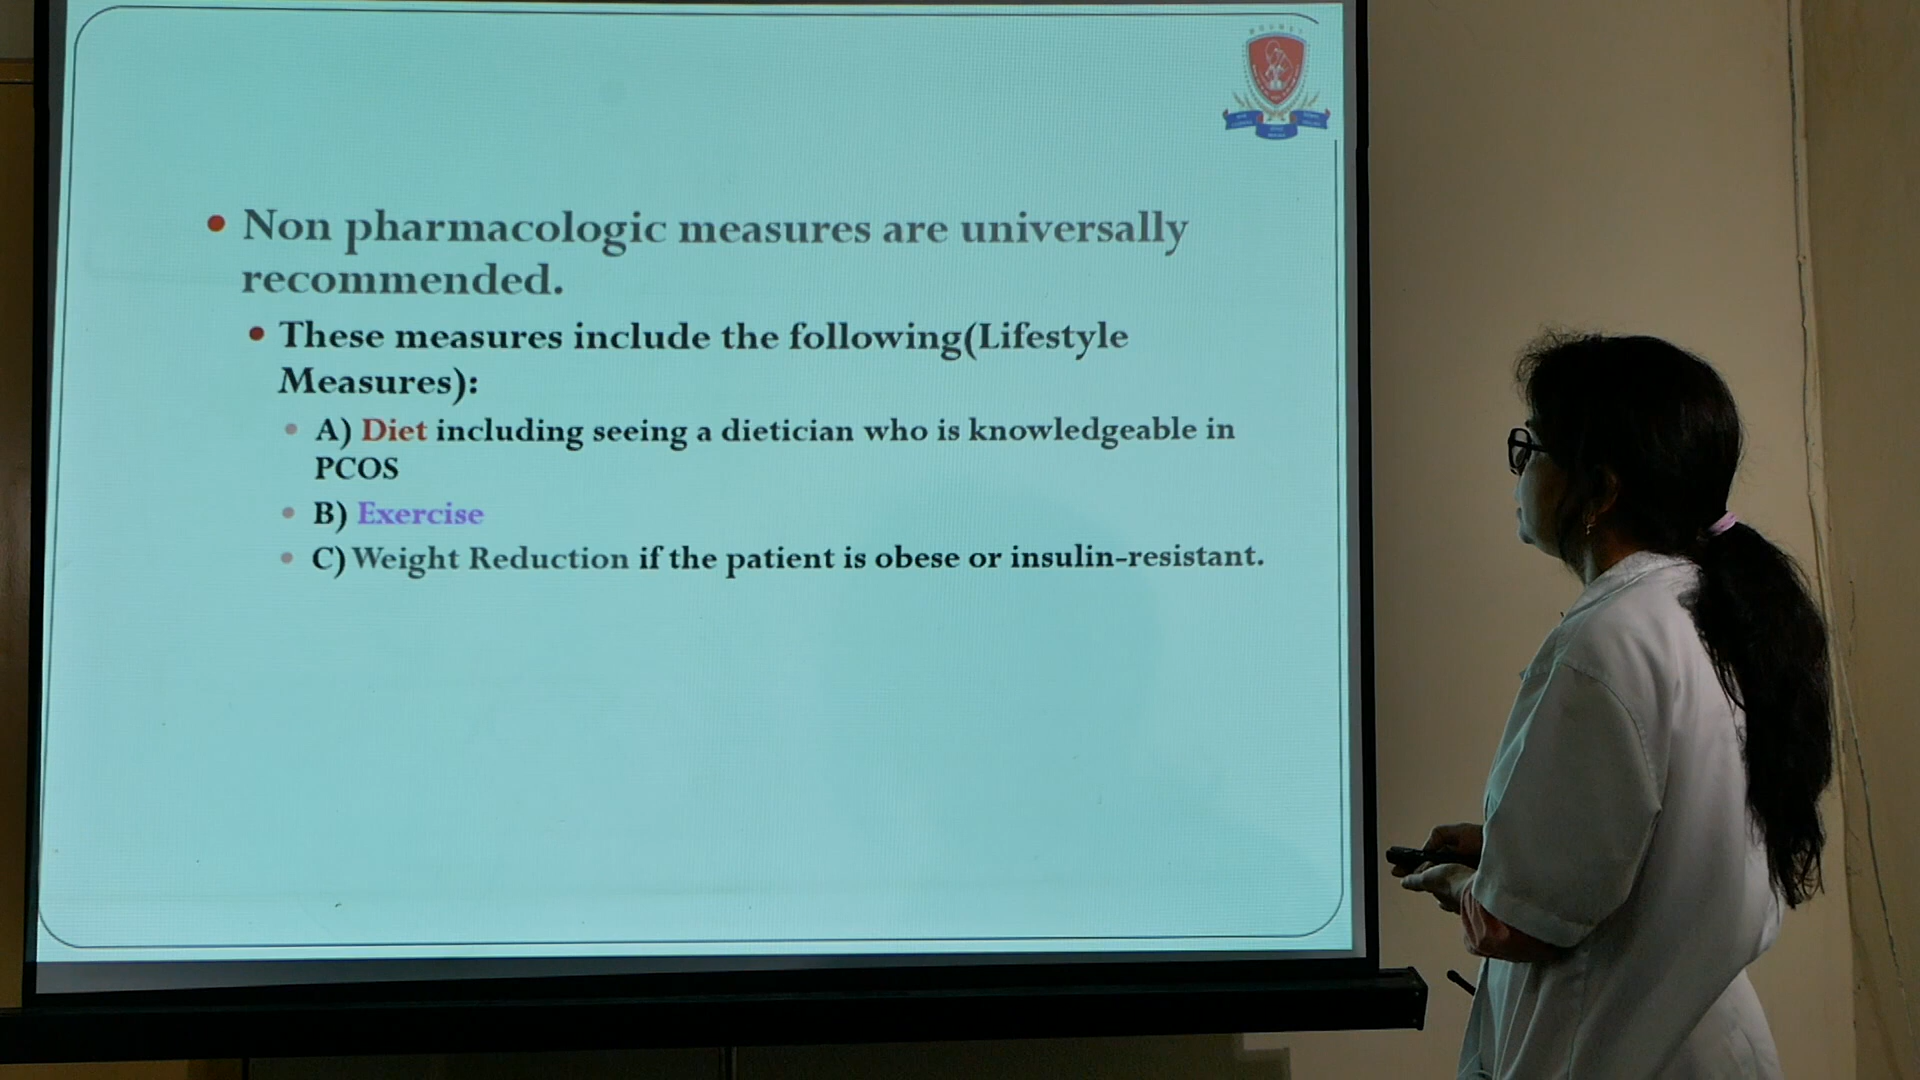 Non pharmacologic measures are universally
recommended.
These measures include the following(Lifestyle
Measures):
A) Diet including seeing a dietician who is knowledgeable in
PCOS
B) Exercise
C) Weight Reduction if the patient is obese or insulin-resistant.